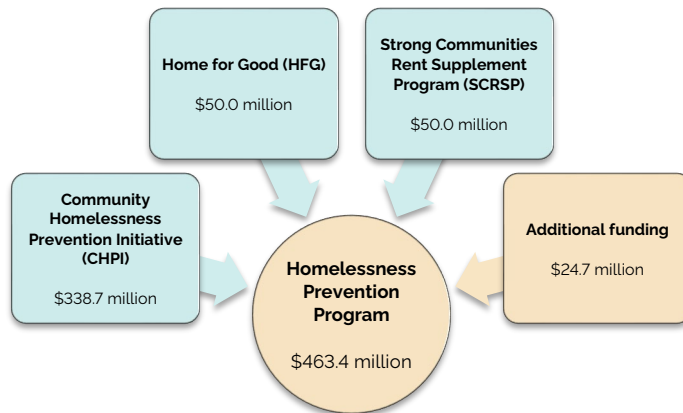 Home for Good (HFG)
$50.0 million
Strong Communities
Rent Supplement
Program (SCRSP)
$50.0 million
Community
Homelessness
Prevention Initiative
(CHPI)
$338.7 million
Additional funding
$24.7 million
Homelessness
Prevention
Program
$463.4 million